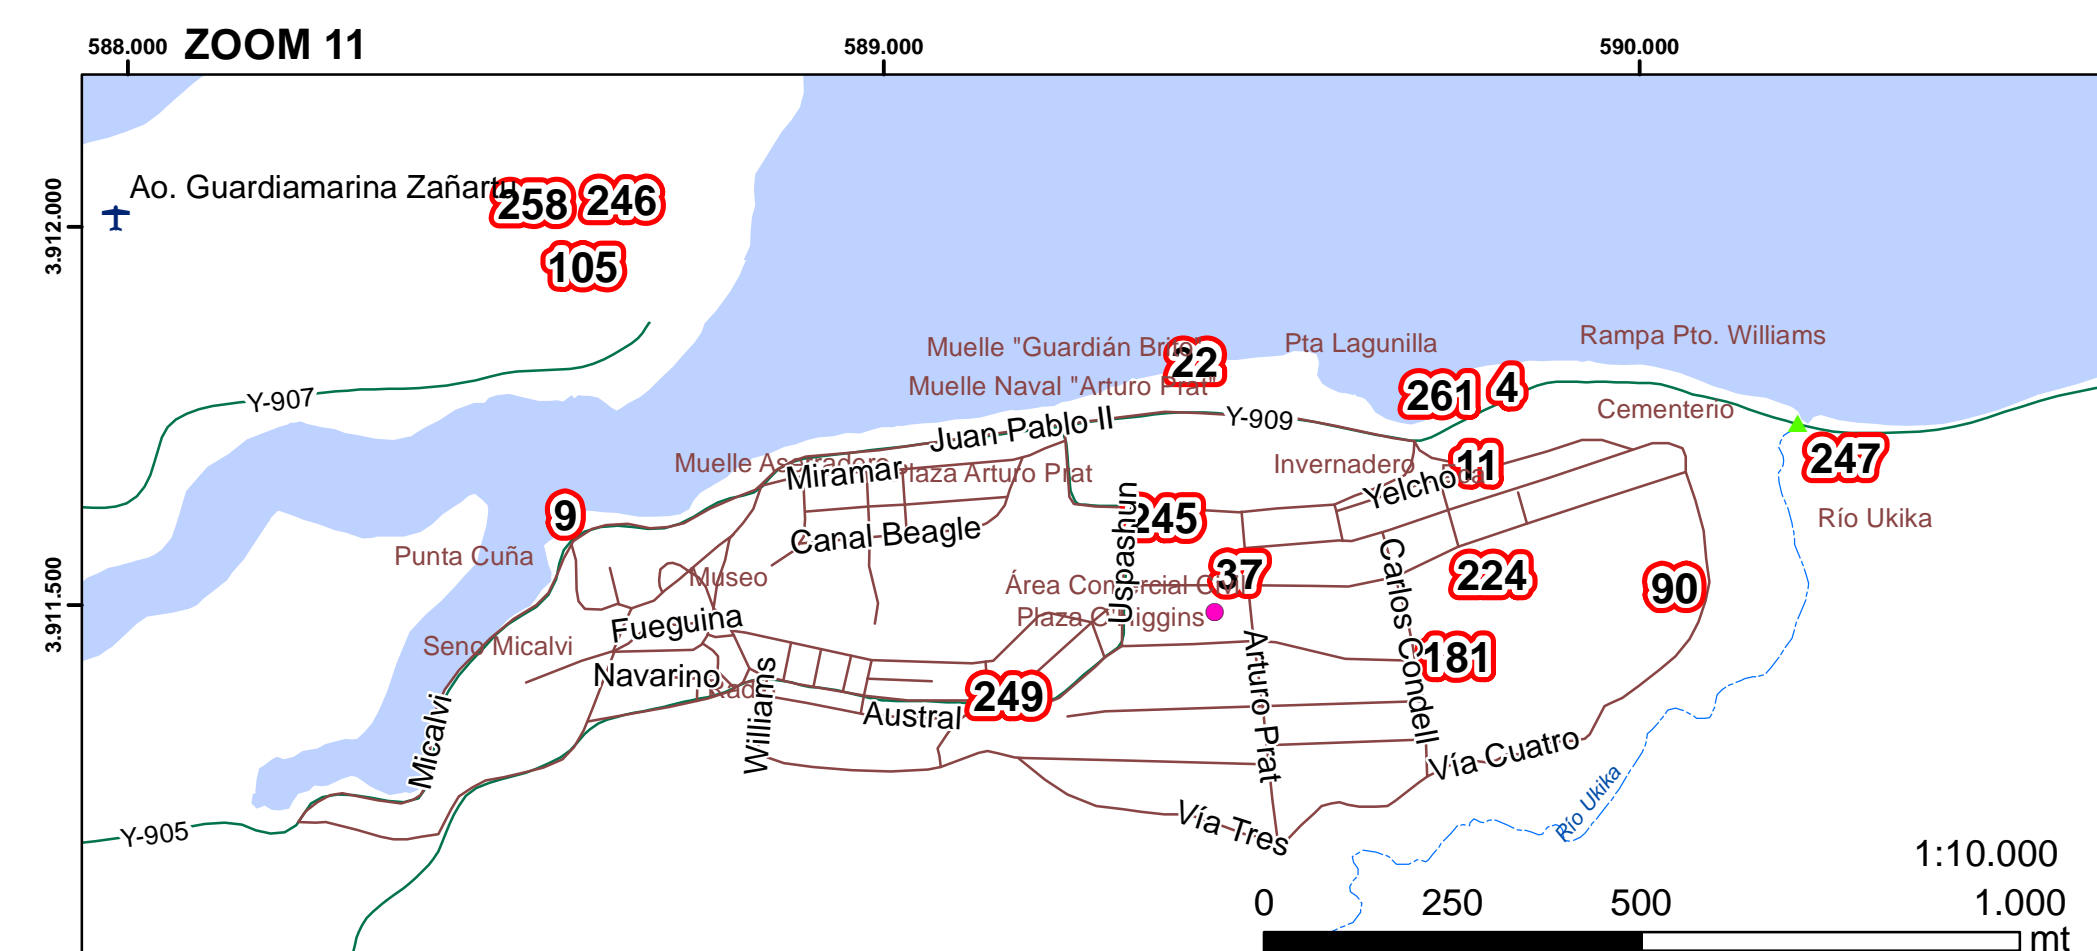 588.000
ZOOM 11
589.000
590.000
3.912.000
3.911.500
Ao. Guardiamarina Zañartu
258
246
105
Y-907
Muelle "Guardián Brito"
22
Muelle Naval "Arturo Prat"
Pta Lagunilla
Rampa Pto. Williams
261
4
Cementerio
Juan Pablo II
Y-909
247
Muelle Aserradero
Miramar
Plaza Arturo Prat
Invernadero
11
Yelcho
9
Canal Beagle
Uspashun
245
Río Ukika
Punta Cuña
Museo
Área Comercial Civil
37
Carlos Condell
224
90
Plaza O'Higgins
Fueguina
Seno Micalvi
Navarino
Williams
249
Austral
Arturo Prat
181
Micalvi
Vía Cuatro
Vía Tres
Río Ukika
Y-905
1:10.000
0
250
500
1.000
mt